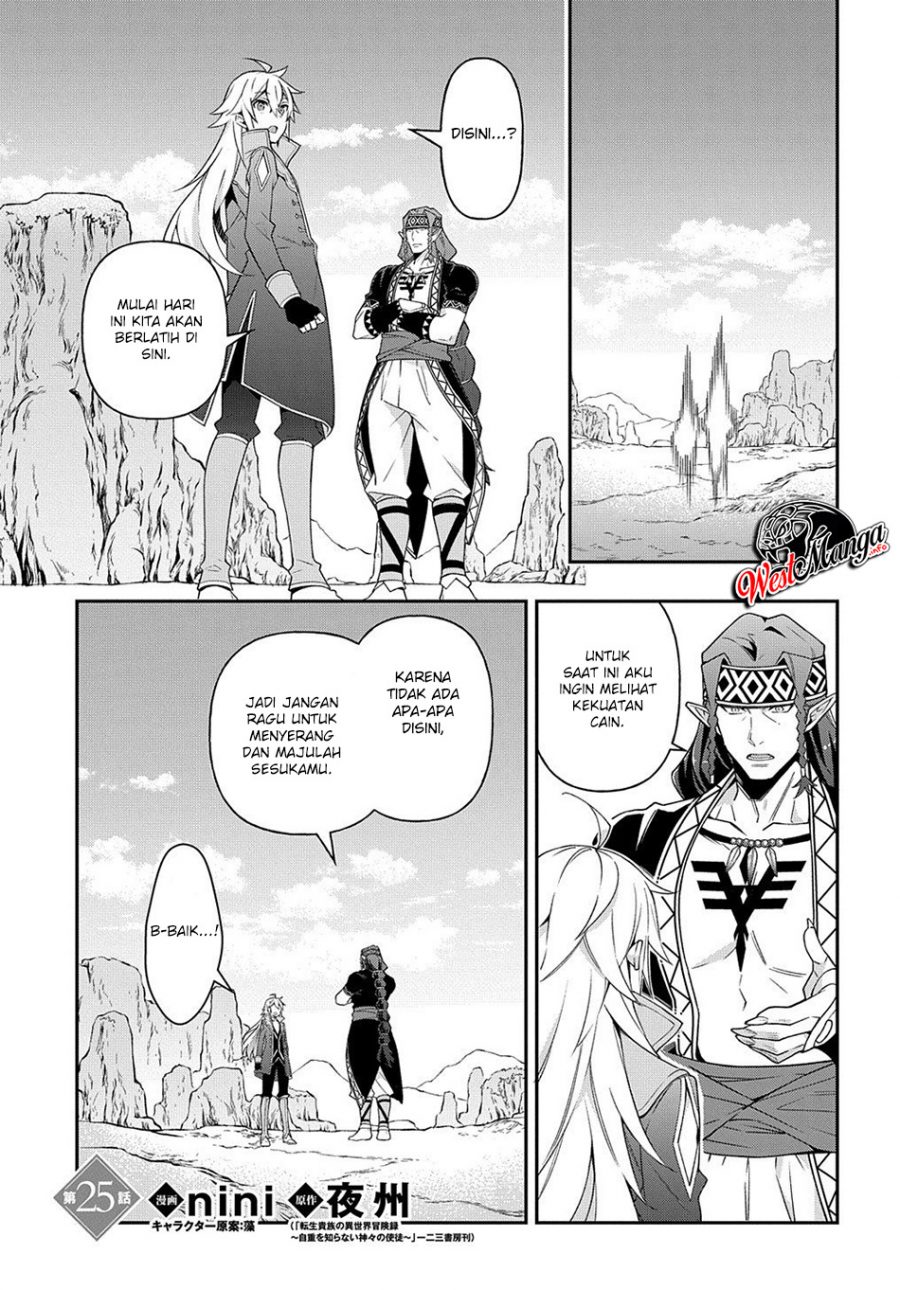 DISINI...?
MULAI HARI
INI KITA AKAN
BERLATIH DI
SINI.
WestManga
.info
UNTUK
SAAT INI AKU
INGIN MELIHAT
KEKUATAN
CAIN.
KARENA
TIDAK ADA
APA-APA
DISINI,
JADI JANGAN
RAGU UNTUK
MENYERANG
DAN MAJULAH
SESUKAMU.
B-BAIK...!
第25話
漫画 nini 原作 夜州
キャラクター原案:藻
(「転生貴族の異世界冒険録
~自重を知らない神々の使徒~」一二三書房刊)